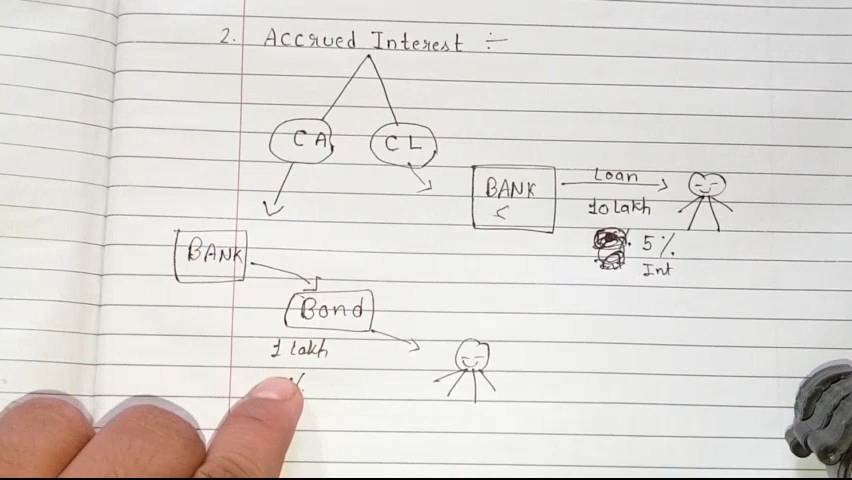 2. Accrued Interest ÷
CA CL
BANK
Loan
10 Lakh
5%
Int
BANK
Bond
1 Lakh
%